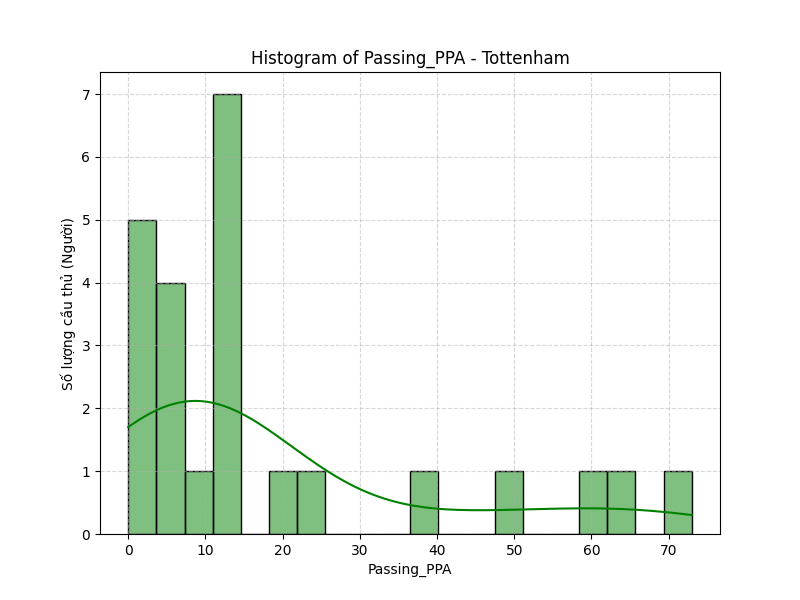 Histogram of Passing_PPA - Tottenham
Số lượng cầu thủ (Người)
7
6
5
4
3
2
1
0
0 10 20 30 40 50 60 70
Passing_PPA